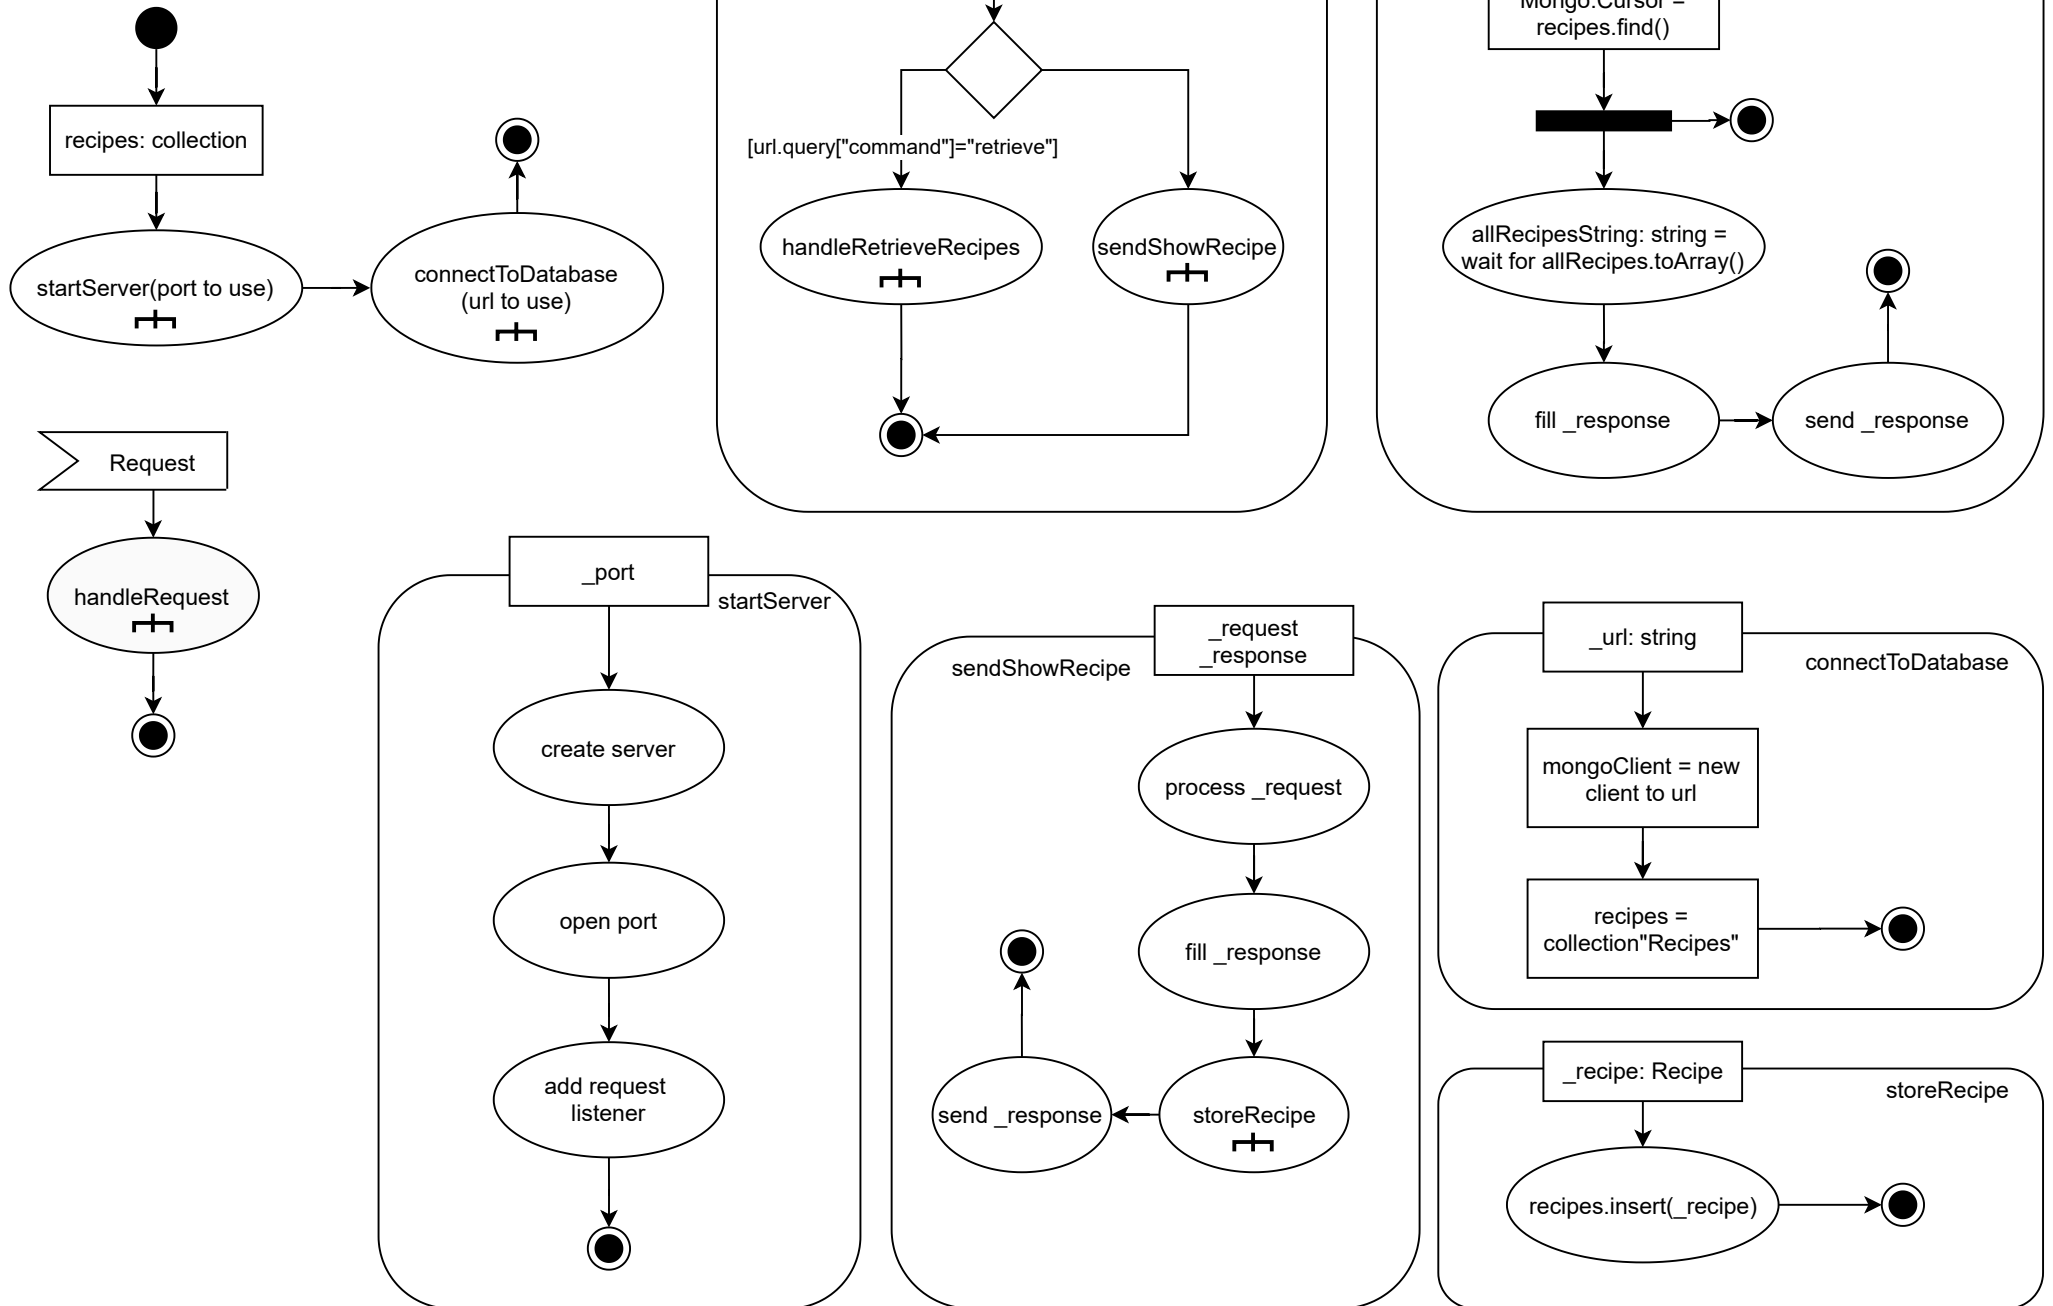 Mongo.Cursor =
recipes.find()
recipes: collection
[url.query["command"]="retrieve"]
startServer(port to use)
connectToDatabase
(url to use)
handleRetrieveRecipes
sendShowRecipe
allRecipesString: string =
wait for allRecipes.toArray()
fill _response
send _response
Request
handleRequest
_port
startServer
create server
open port
add request
listener
_request
_response
sendShowRecipe
process _request
fill _response
storeRecipe
send _response
_url: string
connectToDatabase
mongoClient = new
client to url
recipes =
collection"Recipes"
_recipe: Recipe
storeRecipe
recipes.insert(_recipe)